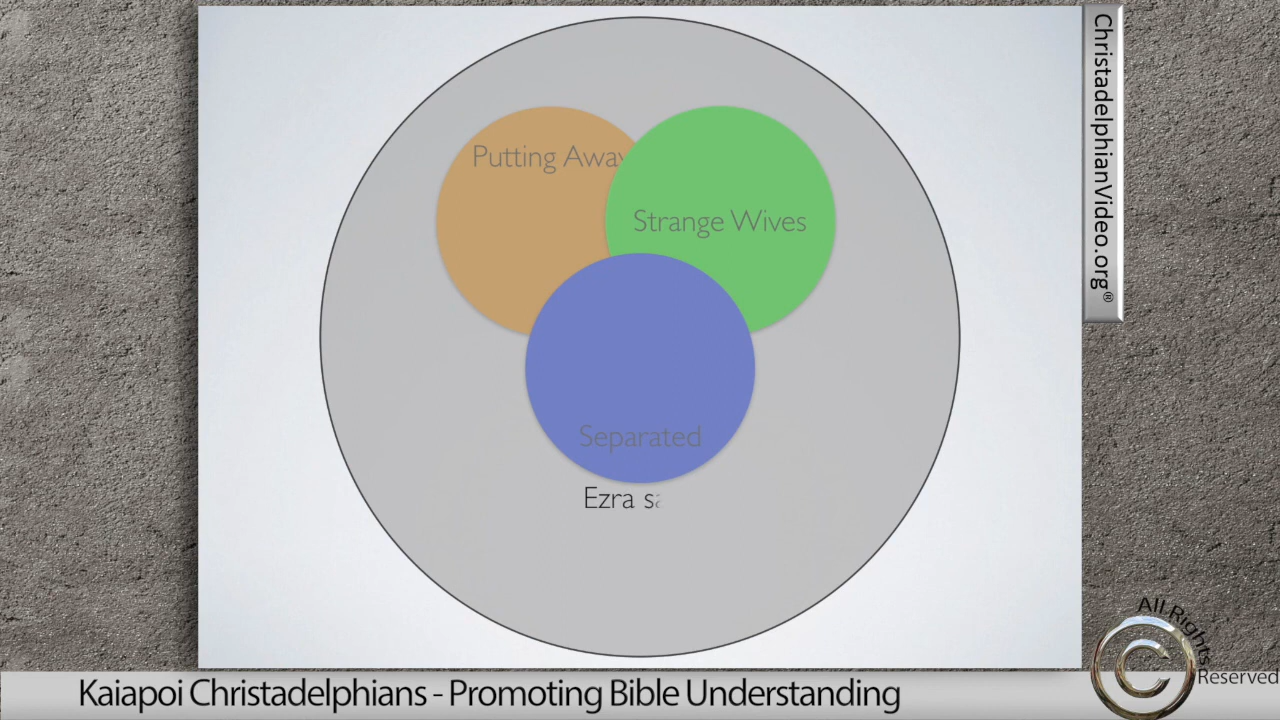 Putting Away
Strange Wives
Separated
Ezra
ChristadelphianVideo.org®
All Rights
Reserved
Kaiapoi Christadelphians - Promoting Bible Understanding